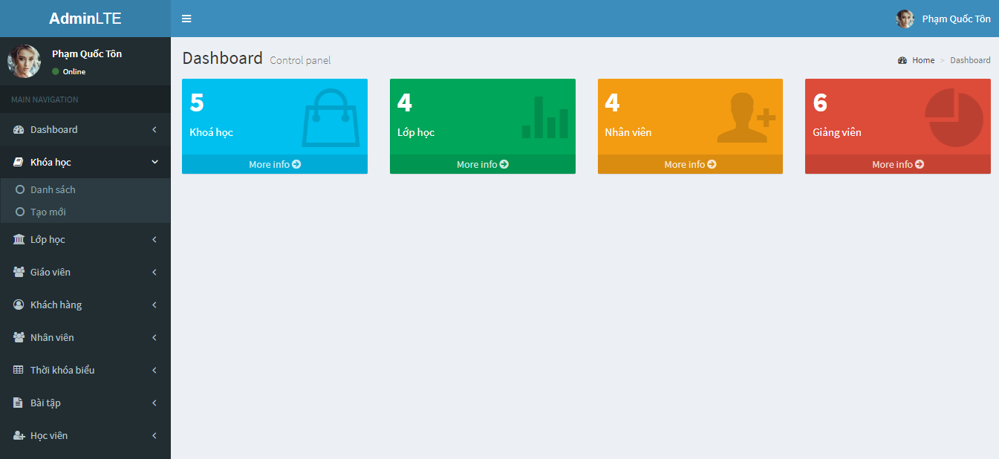 AdminLTE
Phạm Quốc Tôn
Phạm Quốc Tôn
Online
MAIN NAVIGATION
Dashboard
Khóa học
Danh sách
Tạo mới
Lớp học
Giáo viên
Khách hàng
Nhân viên
Thời khóa biểu
Bài tập
Học viên
Dashboard Control panel
Home > Dashboard
5
Khoá học
More info
4
Lớp học
More info
4
Nhân viên
More info
6
Giảng viên
More info